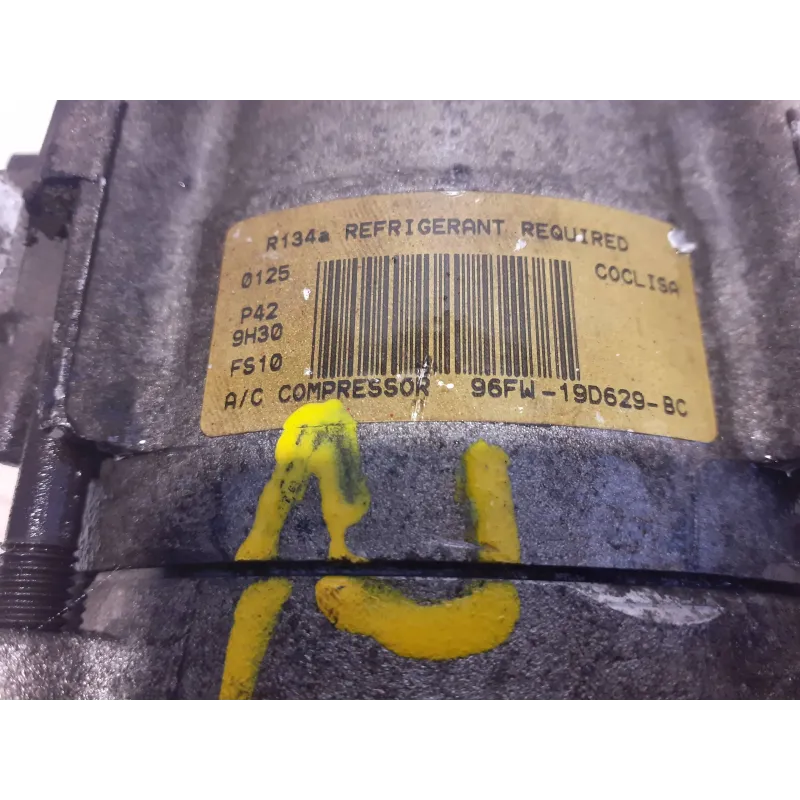 R134a REFRIGERANT REQUIRED
0125 COCLISA
P42
9H30
FS10
A/C COMPRESSOR 96FW-19D629-BC